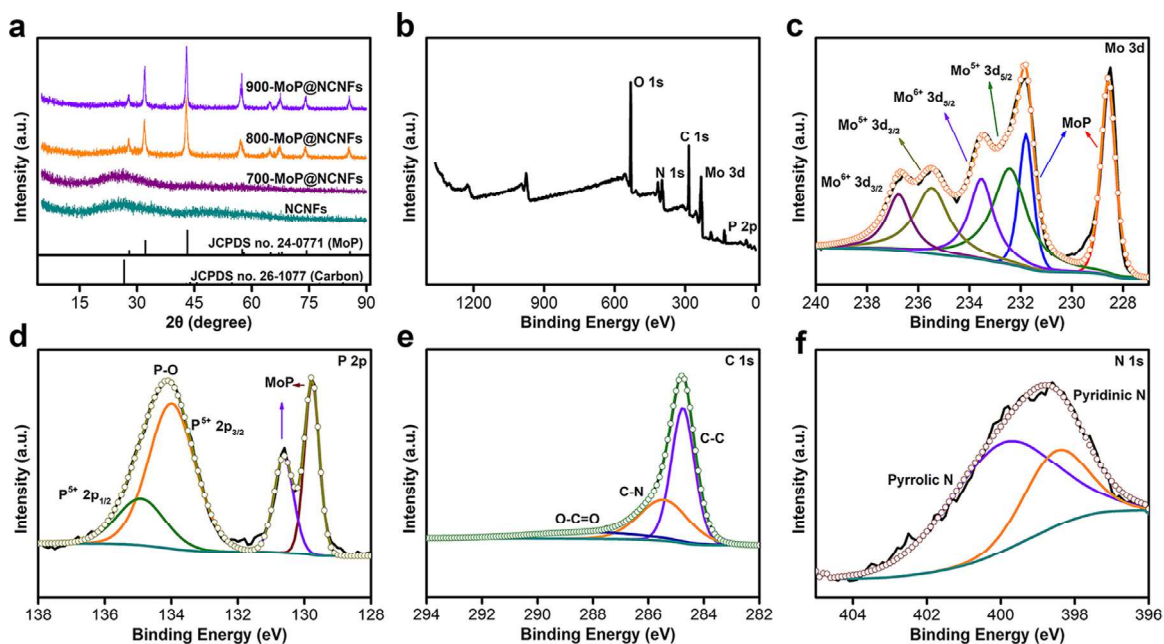 a
900-MoP@NCNFs
800-MoP@NCNFs
700-MoP@NCNFs
NCNFs
JCPDS no. 24-0771 (MoP)
JCPDS no. 26-1077 (Carbon)
Intensity (a.u.)
15 30 45 60 75 90
2θ (degree)
b
O 1s
C 1s
N 1s
Mo 3d
P 2p
Intensity (a.u.)
1200 900 600 300 0
Binding Energy (eV)
c
Mo 3d
Mo⁵⁺ 3d₅/₂
Mo⁶⁺ 3d₅/₂
Mo⁵⁺ 3d₃/₂
MoP
Mo⁶⁺ 3d₃/₂
Intensity (a.u.)
240 238 236 234 232 230 228
Binding Energy (eV)
d
P 2p
P-O
MoP
P⁵⁺ 2p₃/₂
P⁵⁺ 2p₁/₂
Intensity (a.u.)
138 136 134 132 130 128
Binding Energy (eV)
e
C 1s
C-C
C-N
O-C=O
Intensity (a.u.)
294 292 290 288 286 284 282
Binding Energy (eV)
f
N 1s
Pyridinic N
Pyrrolic N
Intensity (a.u.)
404 402 400 398 396
Binding Energy (eV)